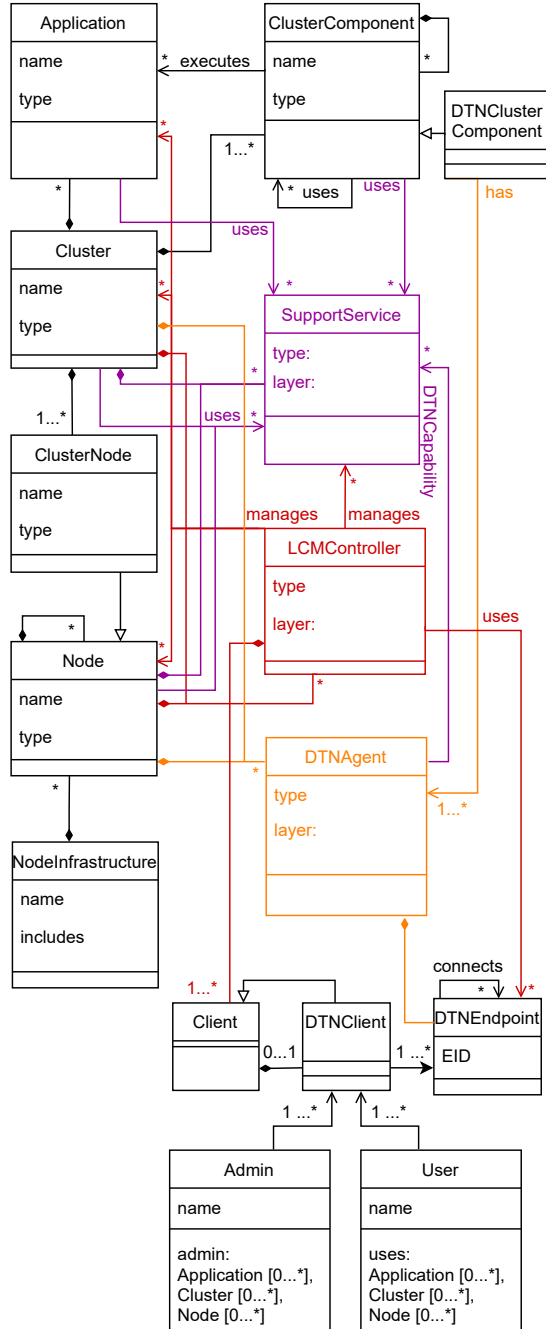 Application
name
type
*
*
executes
*
ClusterComponent
name
type
*
1...*
*
uses
DTNCluster
Component
uses
uses
has
*
Cluster
name
type
*
*
*
SupportService
type:
layer:
*
*
*
uses
DTNCapability
1...*
ClusterNode
name
type
manages
*
manages
LCMController
type
layer:
*
uses
*
Node
name
type
*
*
DTNAgent
type
layer:
*
1...*
*
NodeInfrastructure
name
includes
connects
*
*
1...*
Client
0...1
DTNClient
1 ...*
DTNEndpoint
EID
1 ...*
1 ...*
Admin
name
admin:
Application [0...*],
Cluster [0...*],
Node [0...*]
User
name
uses:
Application [0...*],
Cluster [0...*],
Node [0...*]